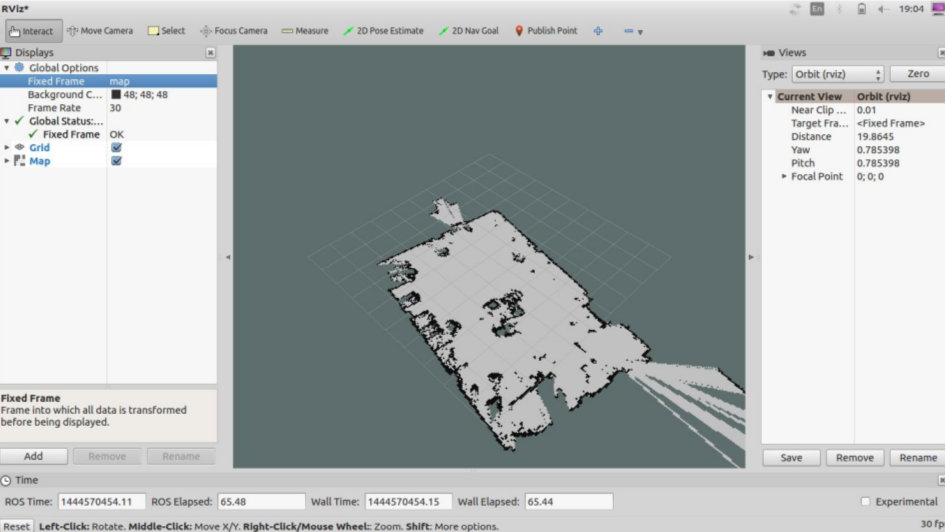 RViz*
En
19:04
Interact Move Camera Select Focus Camera Measure 2D Pose Estimate 2D Nav Goal Publish Point
Displays
Global Options
Fixed Frame map
Background C... 48; 48; 48
Frame Rate 30
Global Status:...
Fixed Frame OK
Grid
Map
Fixed Frame
Frame into which all data is transformed
before being displayed.
Add Remove Rename
Views
Type: Orbit (rviz) Zero
Current View Orbit (rviz)
Near Clip ... 0.01
Target Fra... <Fixed Frame>
Distance 19.8645
Yaw 0.785398
Pitch 0.785398
Focal Point 0; 0; 0
Save Remove Rename
Time
ROS Time: 1444570454.11 ROS Elapsed: 65.48 Wall Time: 1444570454.15 Wall Elapsed: 65.44 Experimental
Reset Left-Click: Rotate. Middle-Click: Move X/Y. Right-Click/Mouse Wheel:: Zoom. Shift: More options. 30 fp